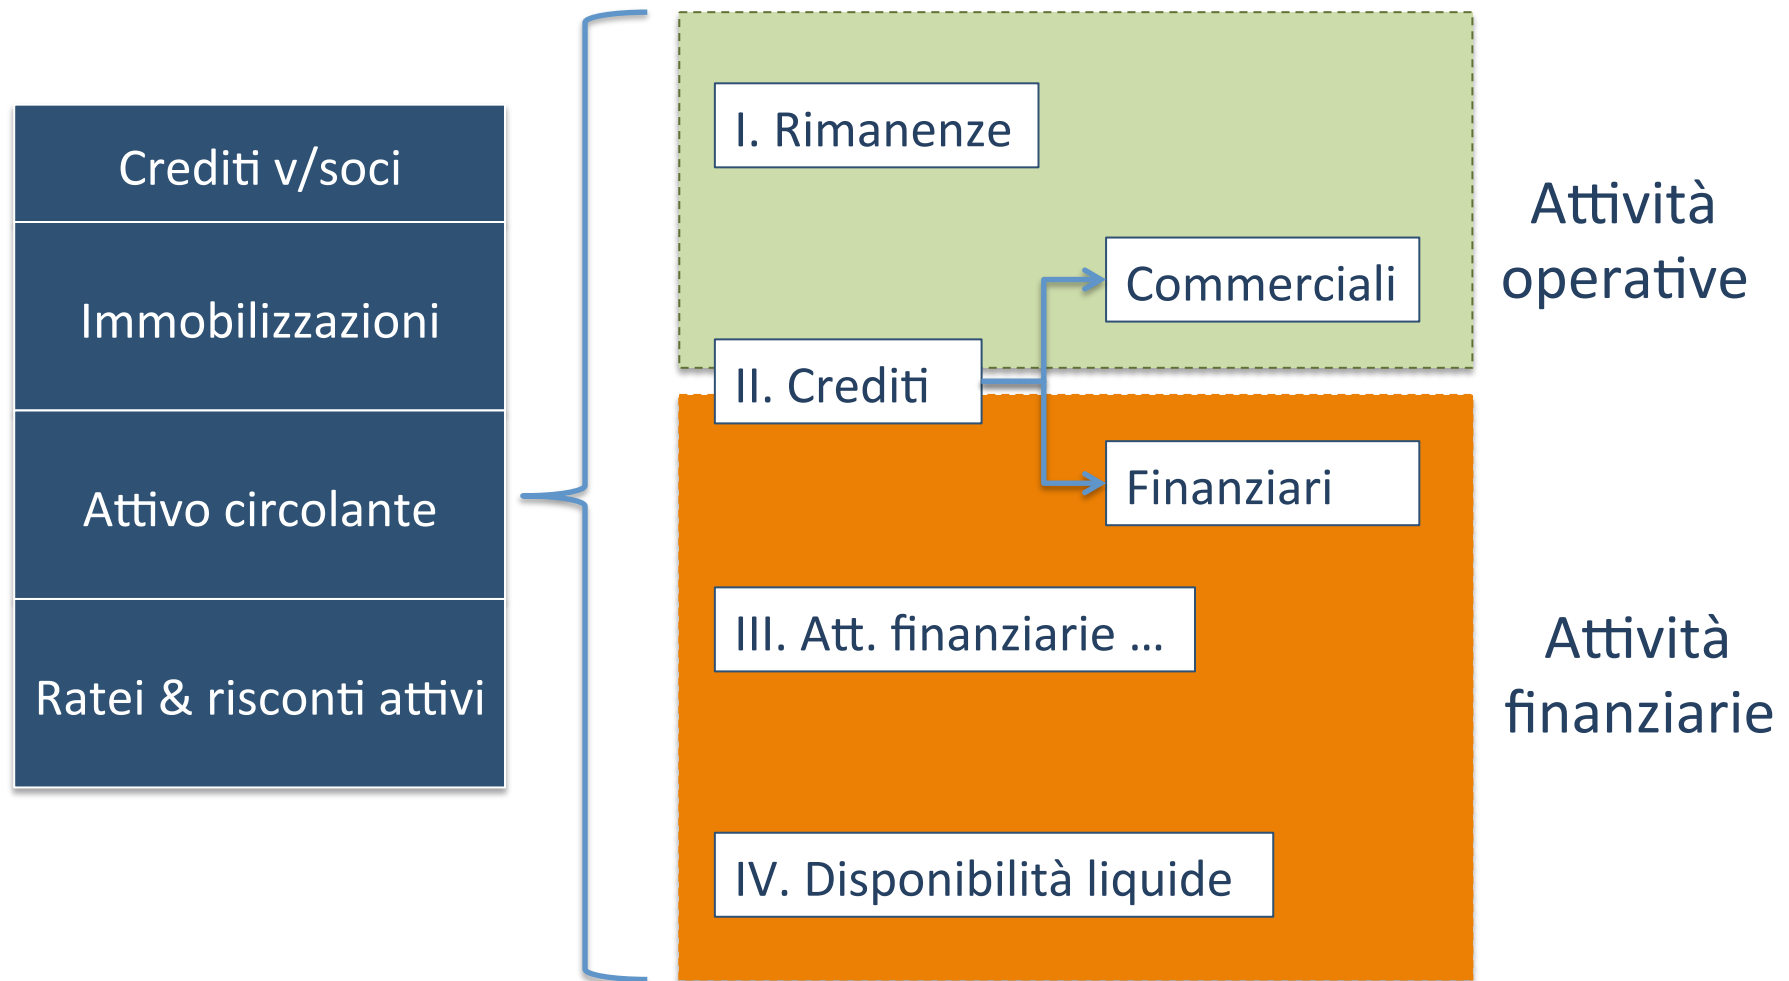 Crediti v/soci
Immobilizzazioni
Attivo circolante
Ratei & risconti attivi
I. Rimanenze
Commerciali
II. Crediti
Finanziari
III. Att. finanziarie ...
IV. Disponibilità liquide
Attività
operative
Attività
finanziarie